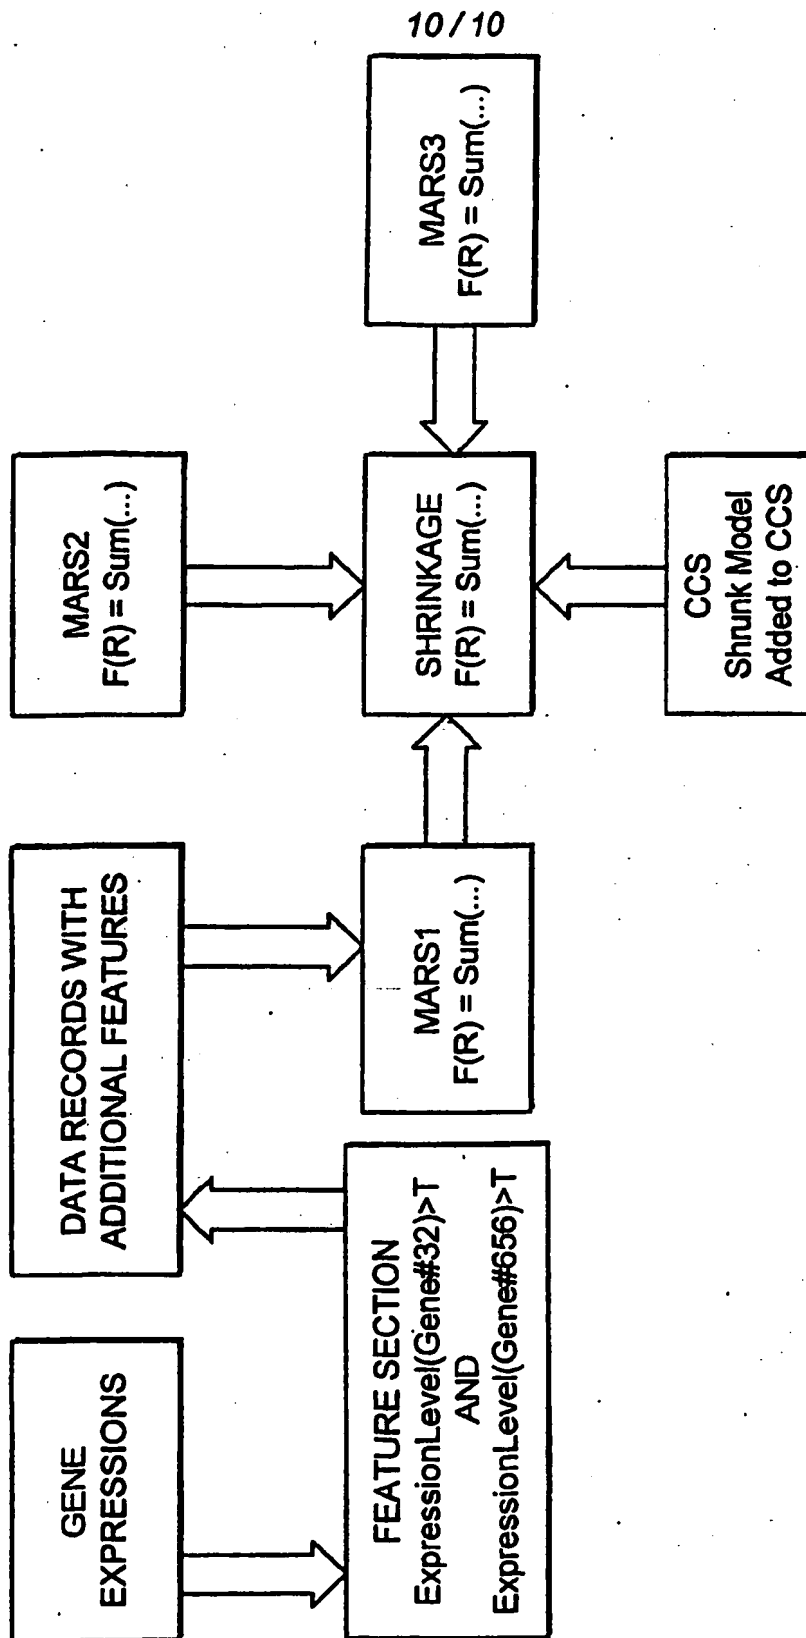 10 / 10
GENE
EXPRESSIONS
FEATURE SECTION
ExpressionLevel(Gene#32)>T
AND
ExpressionLevel(Gene#656)>T
DATA RECORDS WITH
ADDITIONAL FEATURES
MARS1
F(R) = Sum(...)
MARS2
F(R) = Sum(...)
SHRINKAGE
F(R) = Sum(...)
MARS3
F(R) = Sum(...)
CCS
Shrunk Model
Added to CCS